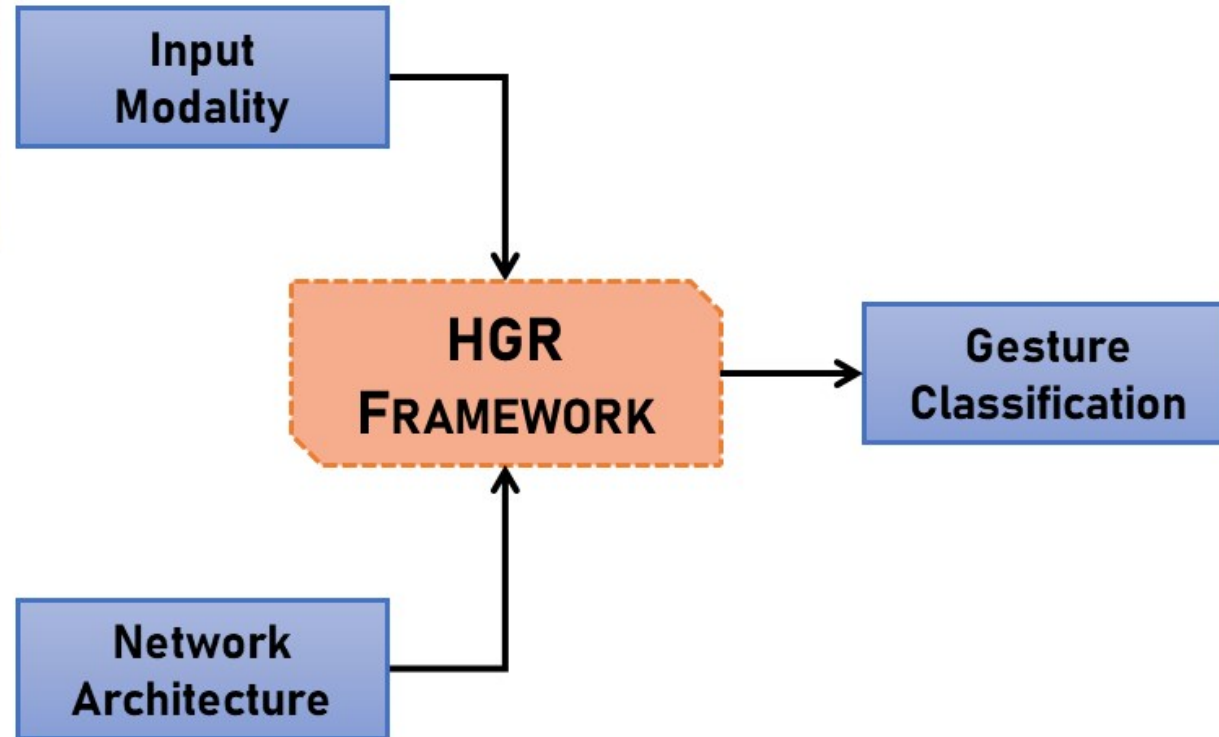 Input
Modality
HGR
FRAMEWORK
Gesture
Classification
Network
Architecture